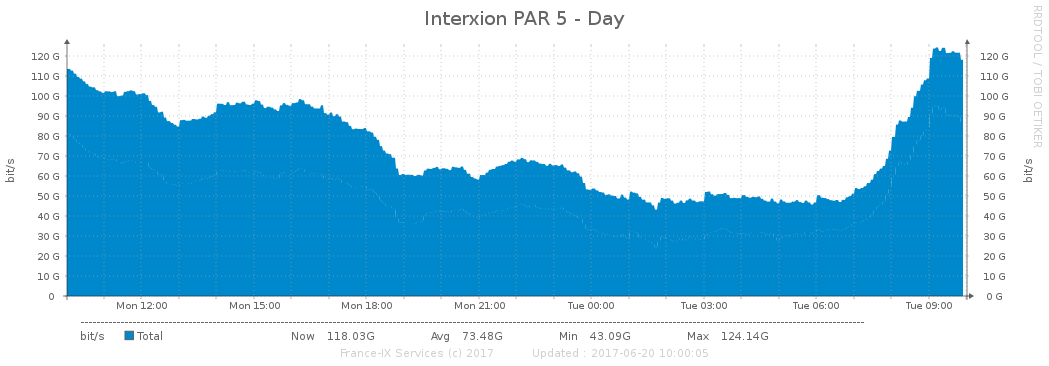 Interxion PAR 5 - Day
RRDTOOL / TOBI OETIKER
bit/s
120 G
110 G
100 G
90 G
80 G
70 G
60 G
50 G
40 G
30 G
20 G
10 G
0
120 G
110 G
100 G
90 G
80 G
70 G
60 G
50 G
40 G
30 G
20 G
10 G
0 G
bit/s
Mon 12:00 Mon 15:00 Mon 18:00 Mon 21:00 Tue 00:00 Tue 03:00 Tue 06:00 Tue 09:00
bit/s Total Now 118.03G Avg 73.48G Min 43.09G Max 124.14G
France-IX Services (c) 2017 Updated : 2017-06-20 10:00:05